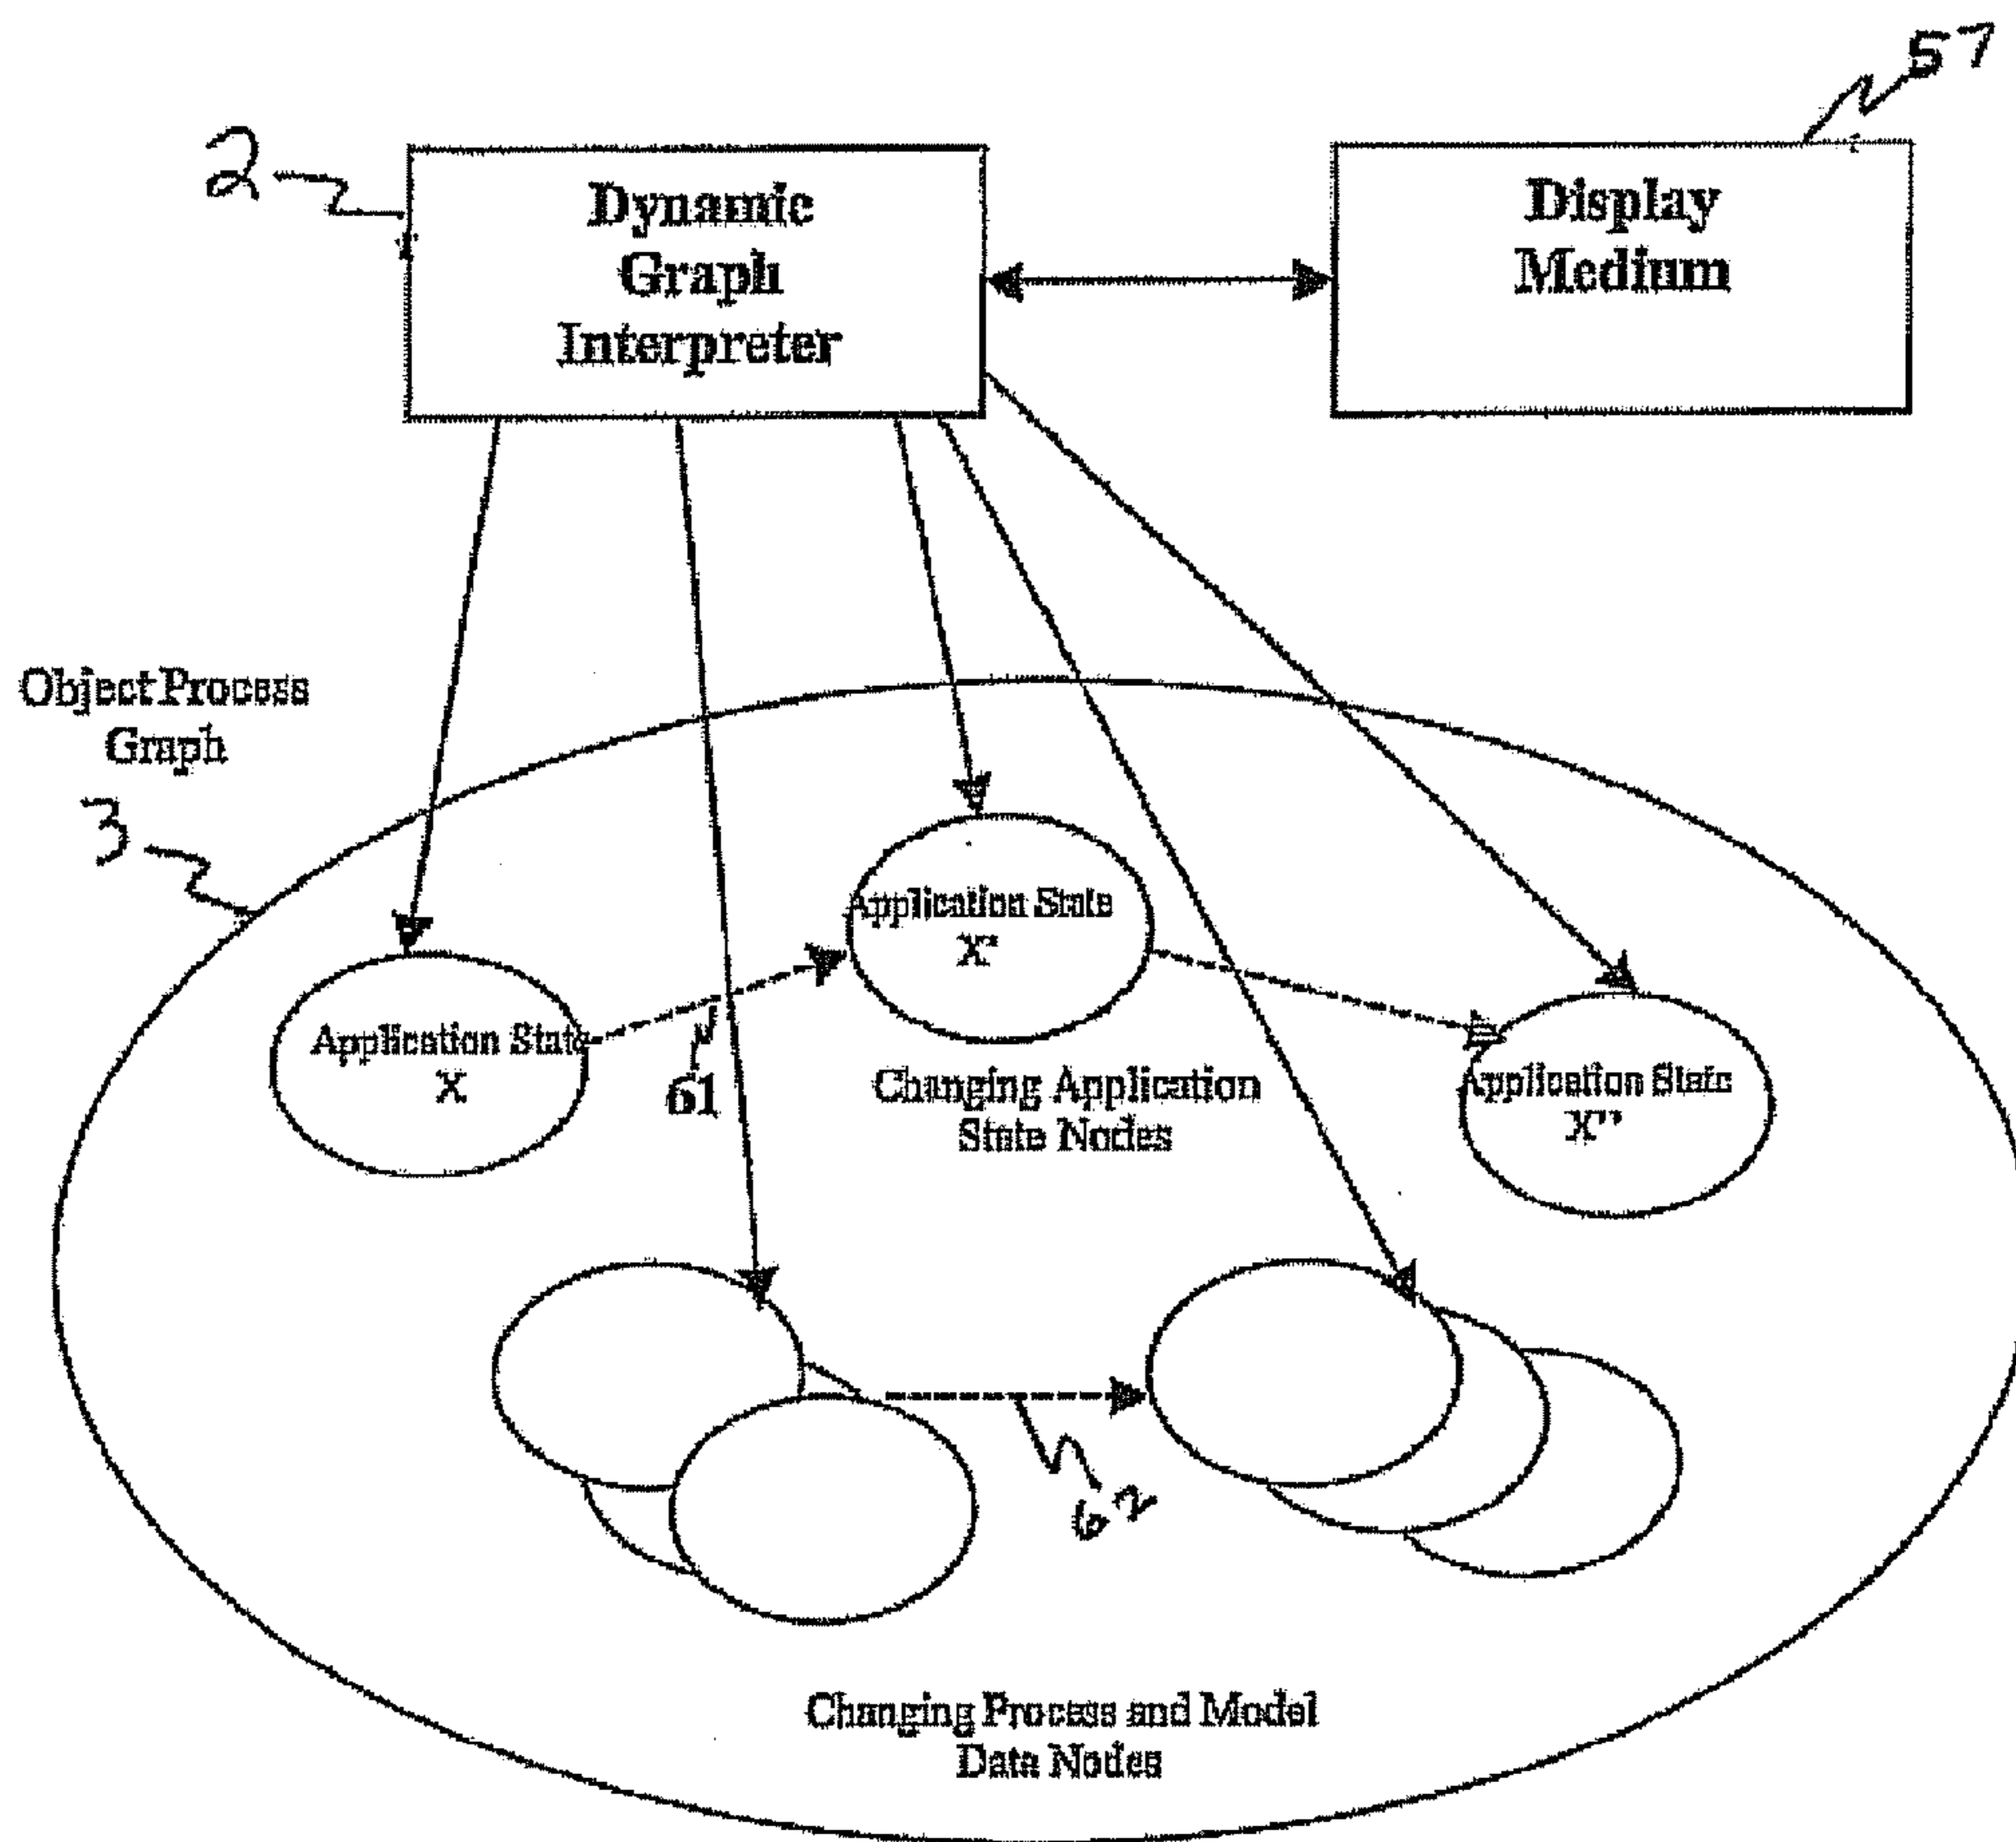 57
2
Dynamic
Graph
Interpreter
Display
Medium
Object Process
Graph
3
Application State
X'
Application State
X
61
Changing Application
State Nodes
Application State
X''
62
Changing Process and Model
Data Nodes